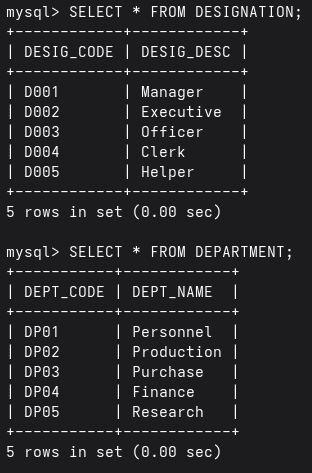 mysql> SELECT * FROM DESIGNATION;
+------------+------------+
| DESIG_CODE | DESIG_DESC |
+------------+------------+
| D001       | Manager    |
| D002       | Executive  |
| D003       | Officer    |
| D004       | Clerk      |
| D005       | Helper     |
+------------+------------+
5 rows in set (0.00 sec)

mysql> SELECT * FROM DEPARTMENT;
+-----------+------------+
| DEPT_CODE | DEPT_NAME  |
+-----------+------------+
| DP01      | Personnel  |
| DP02      | Production |
| DP03      | Purchase   |
| DP04      | Finance    |
| DP05      | Research   |
+-----------+------------+
5 rows in set (0.00 sec)